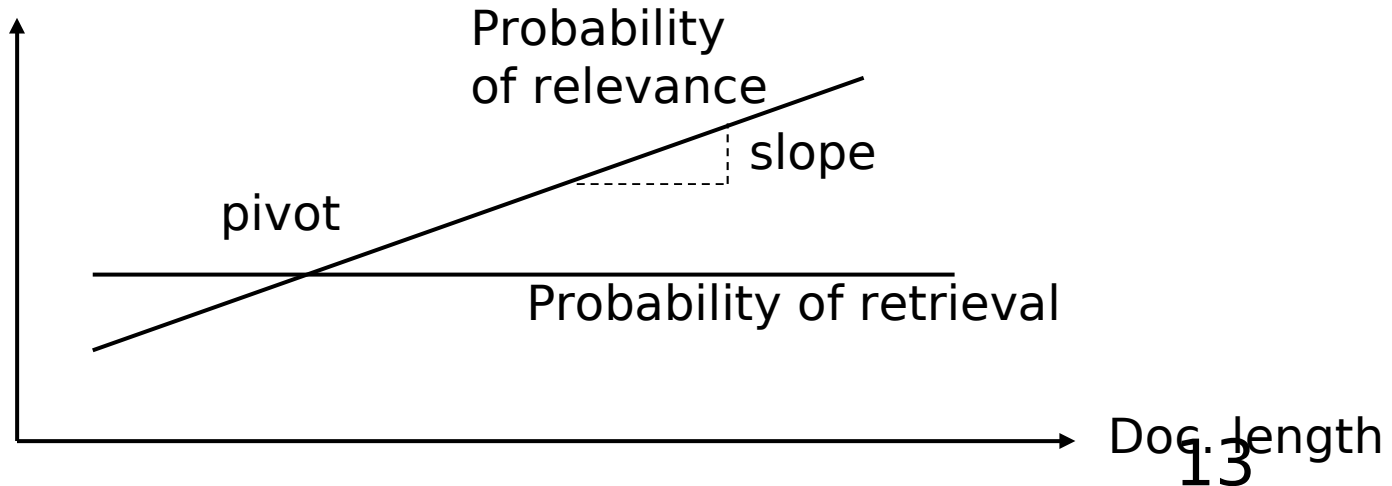 Probability
of relevance
slope
pivot
Probability of retrieval
Doc. length
13